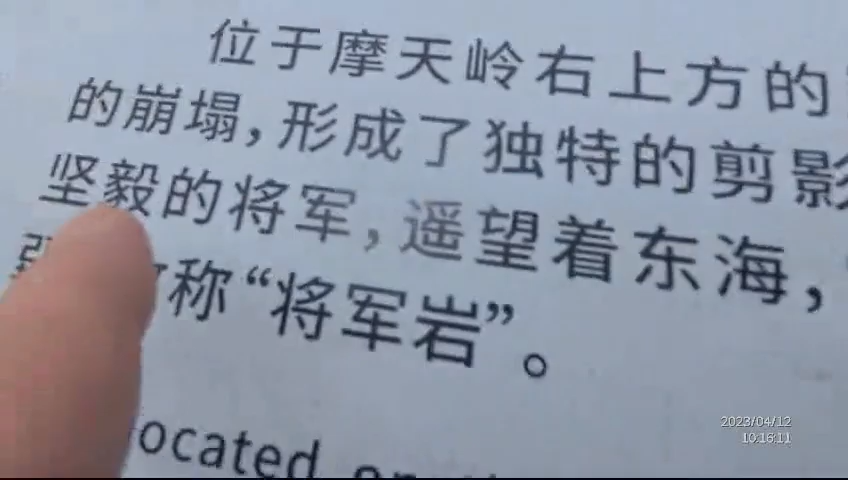 位于摩天岭右上方的
的崩塌，形成了独特的剪影
坚毅的将军，遥望着东海，
称“将军岩”。
ocated
2023/04/12
10:16:11